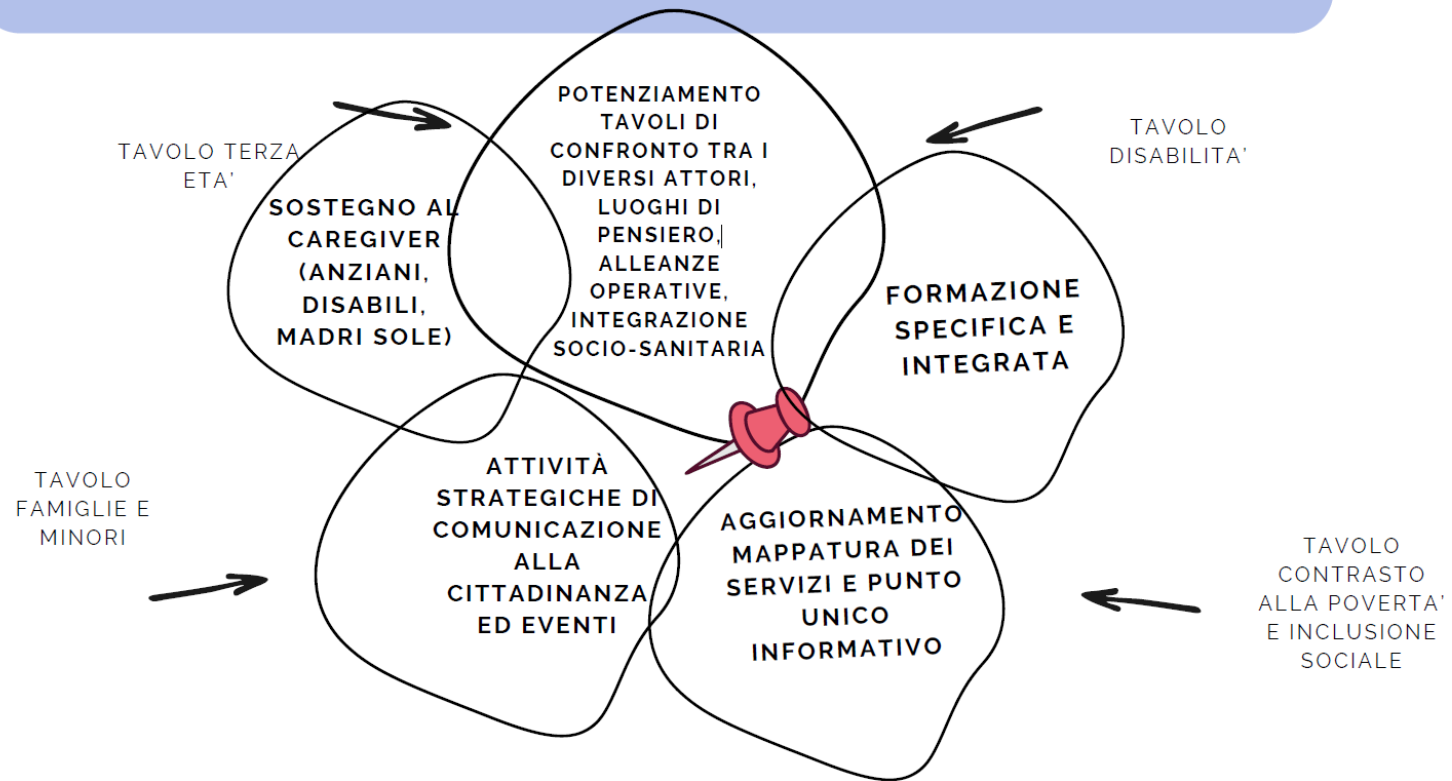 POTENZIAMENTO
TAVOLI DI
CONFRONTO TRA I
DIVERSI ATTORI,
LUOGHI DI
PENSIERO,
ALLEANZE
OPERATIVE,
INTEGRAZIONE
SOCIO-SANITARIA
TAVOLO TERZA
ETA'
TAVOLO
DISABILITA'
SOSTEGNO AL
CAREGIVER
(ANZIANI,
DISABILI,
MADRI SOLE)
FORMAZIONE
SPECIFICA E
INTEGRATA
TAVOLO
FAMIGLIE E
MINORI
ATTIVITÀ
STRATEGICHE DI
COMUNICAZIONE
ALLA
CITTADINANZA
ED EVENTI
AGGIORNAMENTO
MAPPATURA DEI
SERVIZI E PUNTO
UNICO
INFORMATIVO
TAVOLO
CONTRASTO
ALLA POVERTA'
E INCLUSIONE
SOCIALE